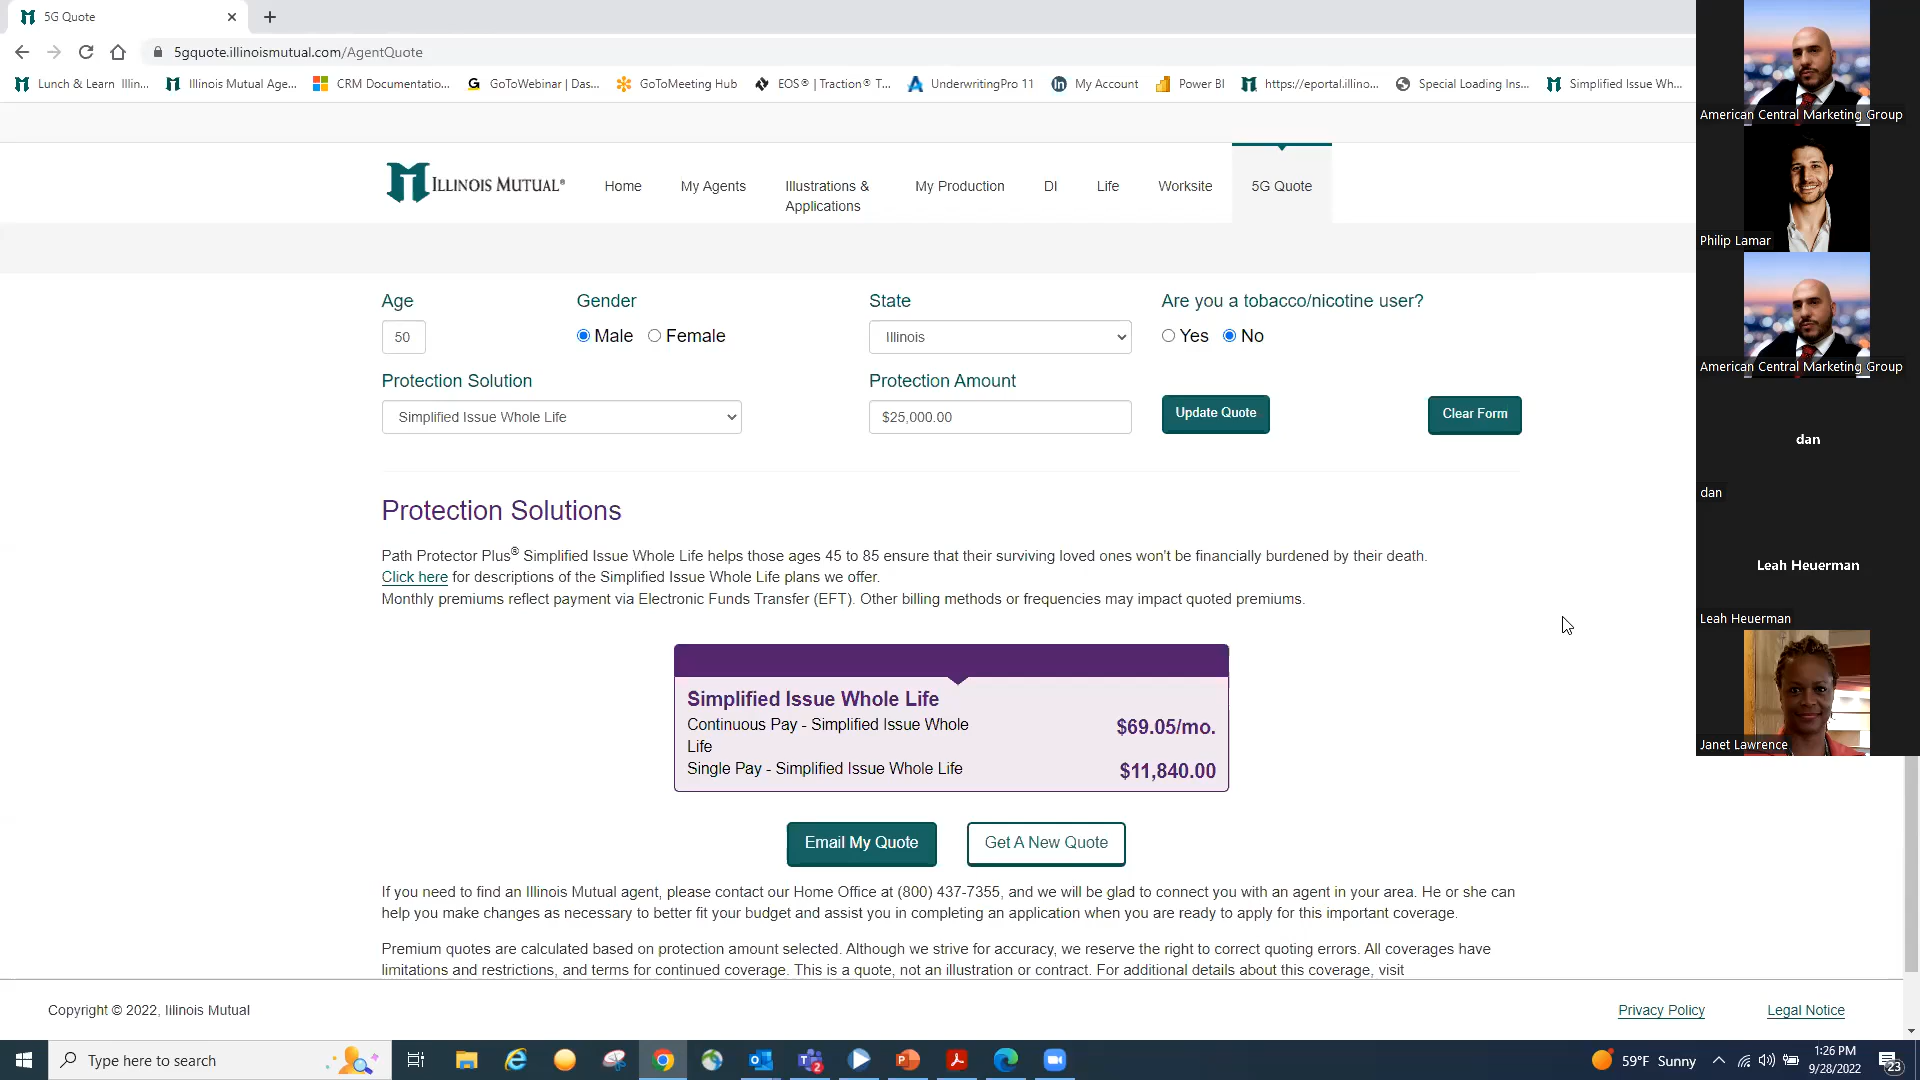 5G Quote
5gquote.illinoismutual.com/AgentQuote
Lunch & Learn Illin...
Illinois Mutual Age...
CRM Documentatio...
GoToWebinar | Das...
GoToMeeting Hub
EOS® | Traction® T...
UnderwritingPro 11
My Account
Power BI
https://eportal.illino...
Special Loading Ins...
Simplified Issue Wh...
ILLINOIS MUTUAL®
Home
My Agents
Illustrations &
Applications
My Production
DI
Life
Worksite
5G Quote
Age
Gender
State
Are you a tobacco/nicotine user?
50
Male
Female
Illinois
Yes
No
Protection Solution
Protection Amount
Simplified Issue Whole Life
$25,000.00
Update Quote
Clear Form
Protection Solutions
Path Protector Plus® Simplified Issue Whole Life helps those ages 45 to 85 ensure that their surviving loved ones won't be financially burdened by their death.
Click here for descriptions of the Simplified Issue Whole Life plans we offer.
Monthly premiums reflect payment via Electronic Funds Transfer (EFT). Other billing methods or frequencies may impact quoted premiums.
Simplified Issue Whole Life
Continuous Pay - Simplified Issue Whole
Life
$69.05/mo.
Single Pay - Simplified Issue Whole Life
$11,840.00
Email My Quote
Get A New Quote
If you need to find an Illinois Mutual agent, please contact our Home Office at (800) 437-7355, and we will be glad to connect you with an agent in your area. He or she can
help you make changes as necessary to better fit your budget and assist you in completing an application when you are ready to apply for this important coverage.
Premium quotes are calculated based on protection amount selected. Although we strive for accuracy, we reserve the right to correct quoting errors. All coverages have
limitations and restrictions, and terms for continued coverage. This is a quote, not an illustration or contract. For additional details about this coverage, visit
Copyright © 2022, Illinois Mutual
Privacy Policy
Legal Notice
American Central Marketing Group
Philip Lamar
American Central Marketing Group
dan
dan
Leah Heuerman
Leah Heuerman
Janet Lawrence
Type here to search
2
59°F Sunny
1:26 PM
9/28/2022
23